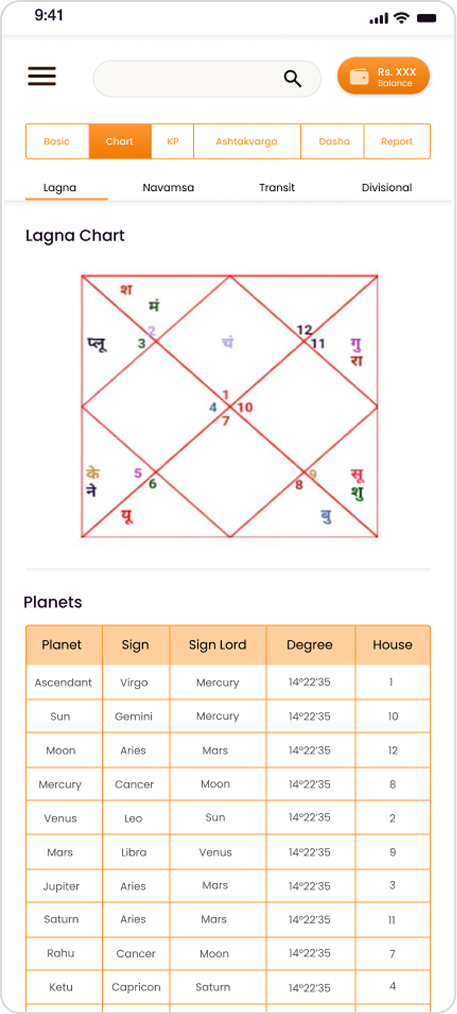 9:41
Rs. XXX
Balance
Basic Chart KP Ashtakvarga Dasha Report
Lagna Navamsa Transit Divisional
Lagna Chart
श
मं
2
12
प्लू 3 चं 11 गु
रा
1
4 10
7
के 5 9 सू
ने 6 8 शु
यू बु
Planets
Planet Sign Sign Lord Degree House
Ascendant Virgo Mercury 14°22'35 1
Sun Gemini Mercury 14°22'35 10
Moon Aries Mars 14°22'35 12
Mercury Cancer Moon 14°22'35 8
Venus Leo Sun 14°22'35 2
Mars Libra Venus 14°22'35 9
Jupiter Aries Mars 14°22'35 3
Saturn Aries Mars 14°22'35 11
Rahu Cancer Moon 14°22'35 7
Ketu Capricon Saturn 14°22'35 4